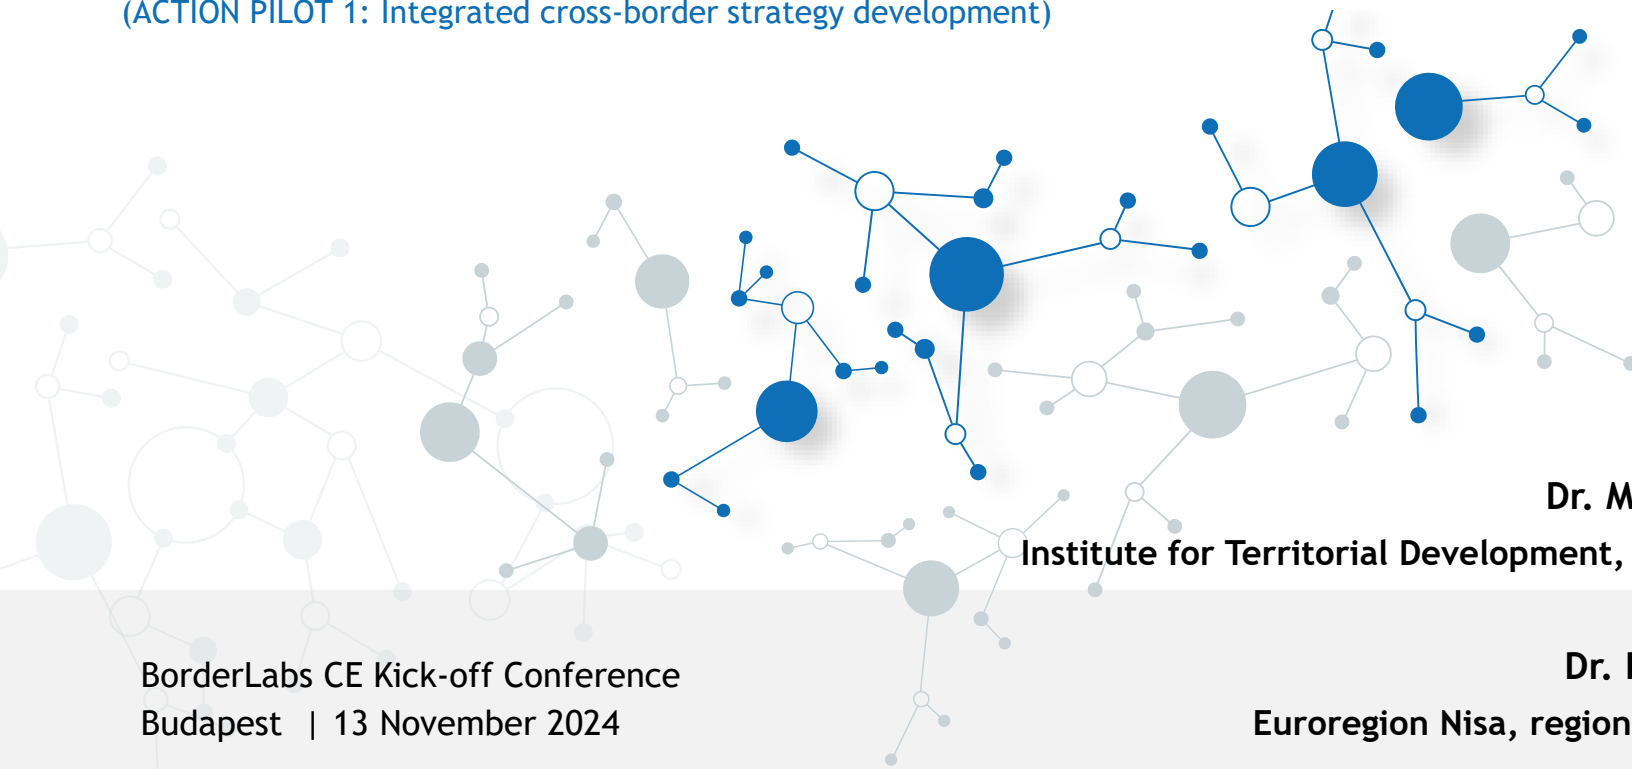 (ACTION PILOT 1: Integrated cross-border strategy development)
Dr. M
Institute for Territorial Development,
Dr.
Euroregion Nisa, region
BorderLabs CE Kick-off Conference
Budapest | 13 November 2024